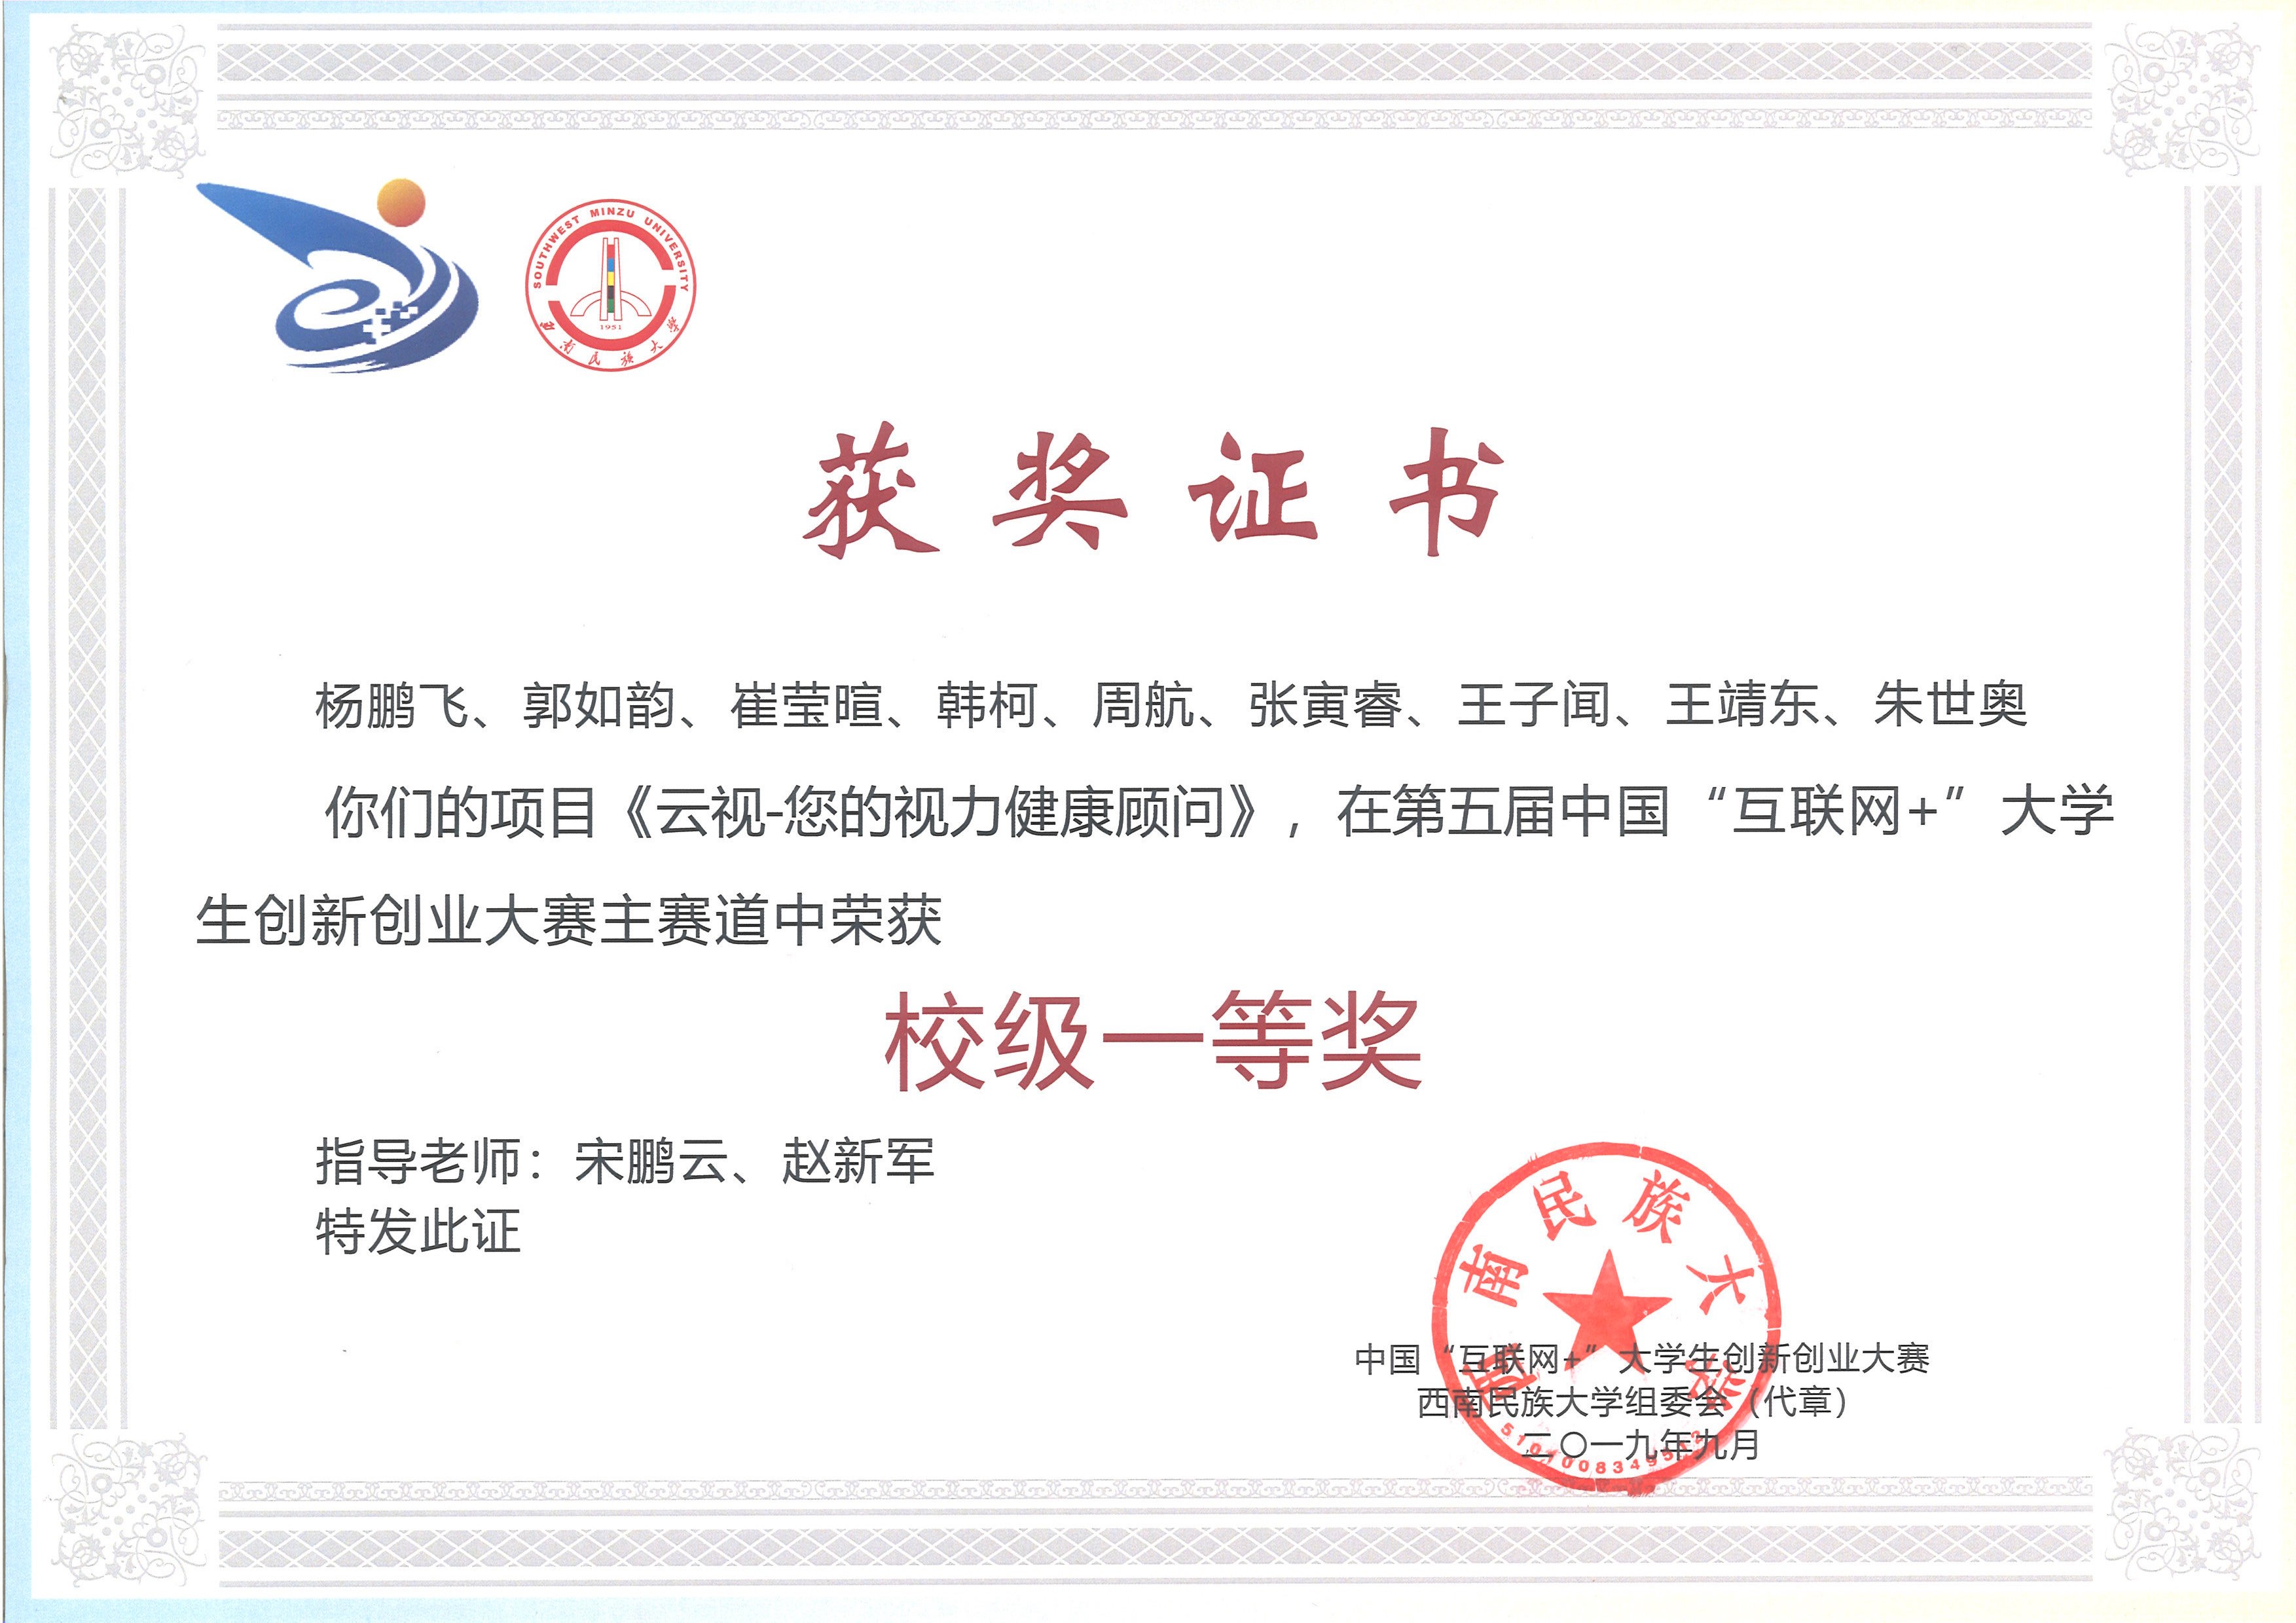 SOUTHWEST MINZU UNIVERSITY
1951
西南民族大学
获奖证书
杨鹏飞、郭如韵、崔莹暄、韩柯、周航、张寅睿、王子闻、王靖东、朱世奥
你们的项目《云视-您的视力健康顾问》，在第五届中国“互联网+”大学
生创新创业大赛主赛道中荣获
校级一等奖
指导老师：宋鹏云、赵新军
特发此证
西南民族大学
中国“互联网+”大学生创新创业大赛
西南民族大学组委会（代章）
二〇一九年九月